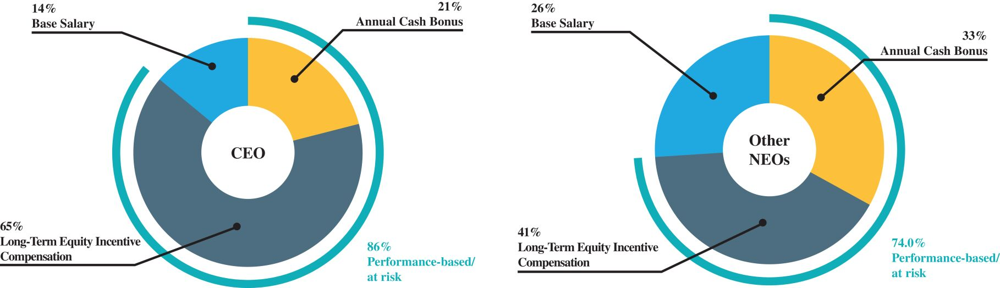 14%
Base Salary
21%
Annual Cash Bonus
CEO
65%
Long-Term Equity Incentive
Compensation
86%
Performance-based/
at risk
26%
Base Salary
33%
Annual Cash Bonus
Other
NEOs
41%
Long-Term Equity Incentive
Compensation
74.0%
Performance-based/
at risk